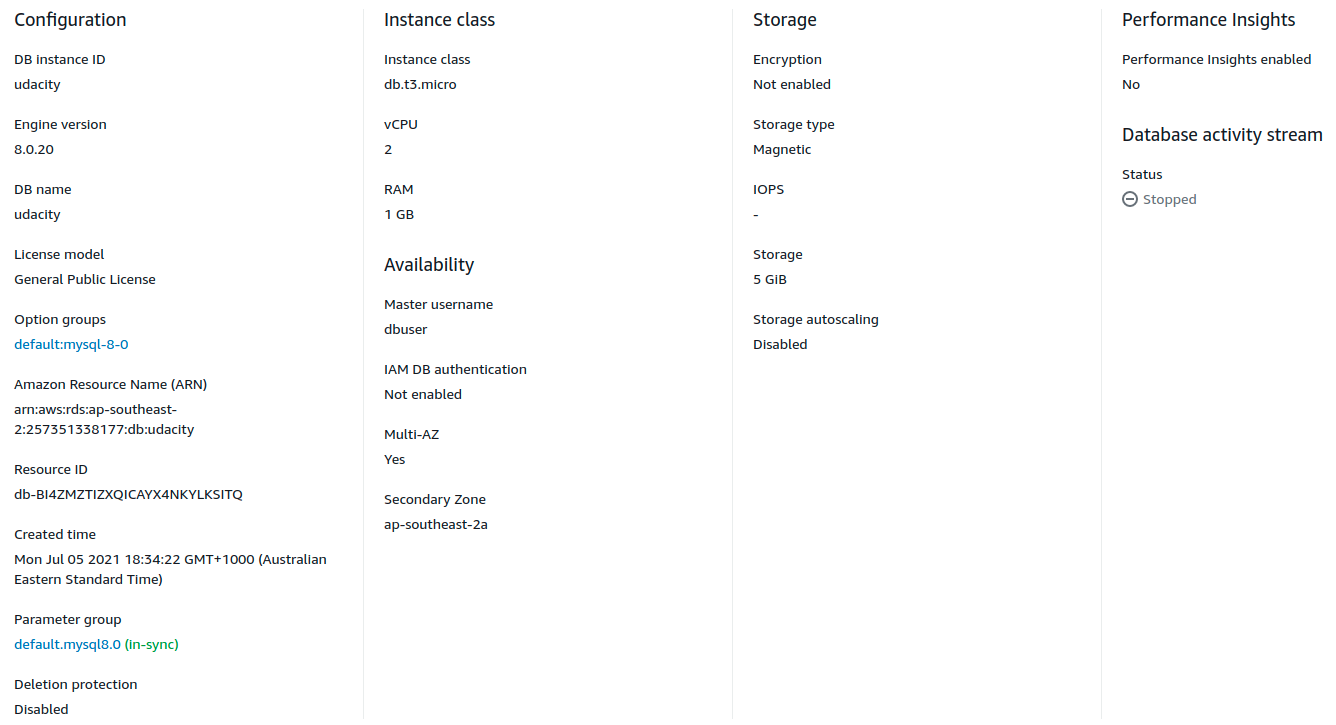 Configuration
DB instance ID
udacity
Engine version
8.0.20
DB name
udacity
License model
General Public License
Option groups
default:mysql-8-0
Amazon Resource Name (ARN)
arn:aws:rds:ap-southeast-
2:257351338177:db:udacity
Resource ID
db-BI4ZMZTIZXQICAYX4NKYLKSITQ
Created time
Mon Jul 05 2021 18:34:22 GMT+1000 (Australian
Eastern Standard Time)
Parameter group
default.mysql8.0 (in-sync)
Deletion protection
Disabled
Instance class
Instance class
db.t3.micro
vCPU
2
RAM
1 GB
Availability
Master username
dbuser
IAM DB authentication
Not enabled
Multi-AZ
Yes
Secondary Zone
ap-southeast-2a
Storage
Encryption
Not enabled
Storage type
Magnetic
IOPS
-
Storage
5 GiB
Storage autoscaling
Disabled
Performance Insights
Performance Insights enabled
No
Database activity stream
Status
Stopped